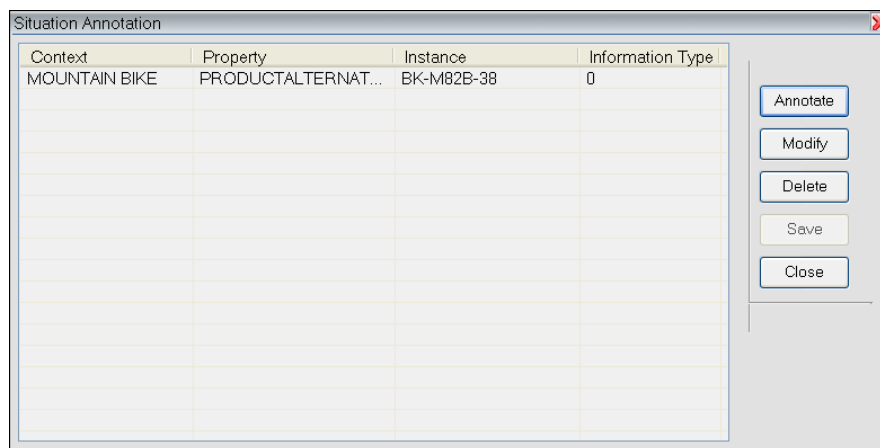 Situation Annotation
Context Property Instance Information Type
MOUNTAIN BIKE PRODUCTALTERNAT... BK-M82B-38 0
Annotate
Modify
Delete
Save
Close